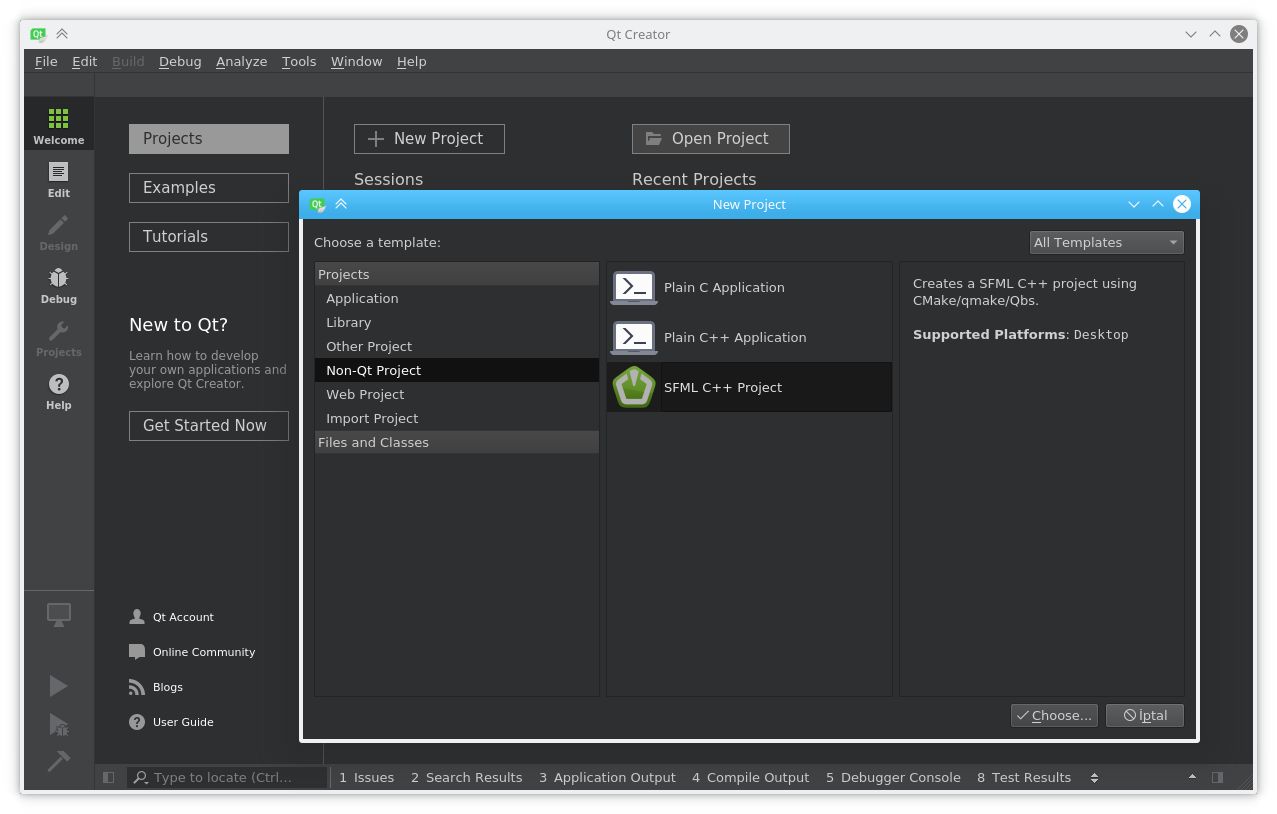 Qt Creator
File Edit Build Debug Analyze Tools Window Help
Welcome
Edit
Design
Debug
Projects
Help
Projects
Examples
Tutorials
New to Qt?
Learn how to develop
your own applications and
explore Qt Creator.
Get Started Now
Qt Account
Online Community
Blogs
User Guide
New Project
Open Project
Sessions
Recent Projects
New Project
Choose a template:
All Templates
Projects
Application
Library
Other Project
Non-Qt Project
Web Project
Import Project
Files and Classes
Plain C Application
Plain C++ Application
SFML C++ Project
Creates a SFML C++ project using
CMake/qmake/Qbs.
Supported Platforms: Desktop
Choose...
İptal
Type to locate (Ctrl...
1 Issues
2 Search Results
3 Application Output
4 Compile Output
5 Debugger Console
8 Test Results